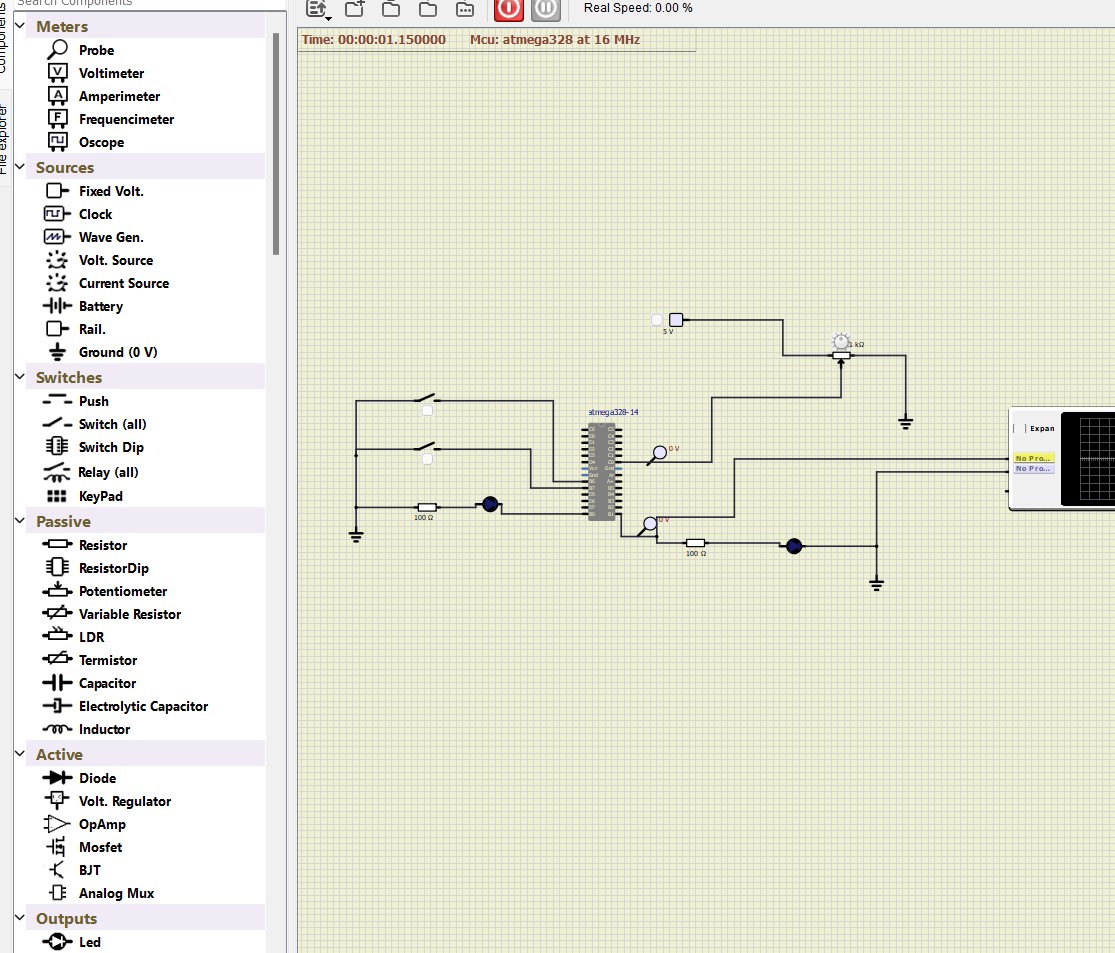 Search Components
Components
File explorer
Meters
Probe
Voltimeter
Amperimeter
Frequencimeter
Oscope
Sources
Fixed Volt.
Clock
Wave Gen.
Volt. Source
Current Source
Battery
Rail.
Ground (0 V)
Switches
Push
Switch (all)
Switch Dip
Relay (all)
KeyPad
Passive
Resistor
ResistorDip
Potentiometer
Variable Resistor
LDR
Termistor
Capacitor
Electrolytic Capacitor
Inductor
Active
Diode
Volt. Regulator
OpAmp
Mosfet
BJT
Analog Mux
Outputs
Led
Real Speed: 0.00 %
Time: 00:00:01.150000 Mcu: atmega328 at 16 MHz
5 V
1 kΩ
atmega328-14
0 V
Expan
No Pro...
No Pro...
0 V
100 Ω
100 Ω